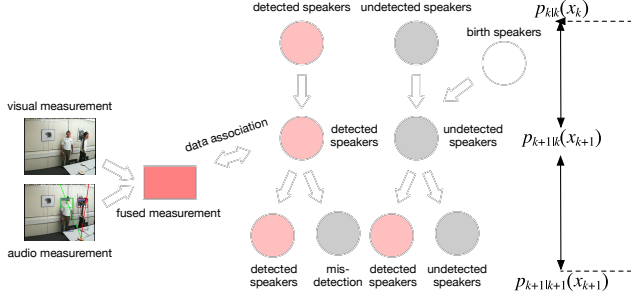 detected speakers
undetected speakers
birth speakers
p_{k|k}(x_k)
visual measurement
data association
detected
speakers
undetected
speakers
p_{k+1|k}(x_{k+1})
fused measurement
audio measurement
detected
speakers
mis-
detection
detected
speakers
undetected
speakers
p_{k+1|k+1}(x_{k+1})